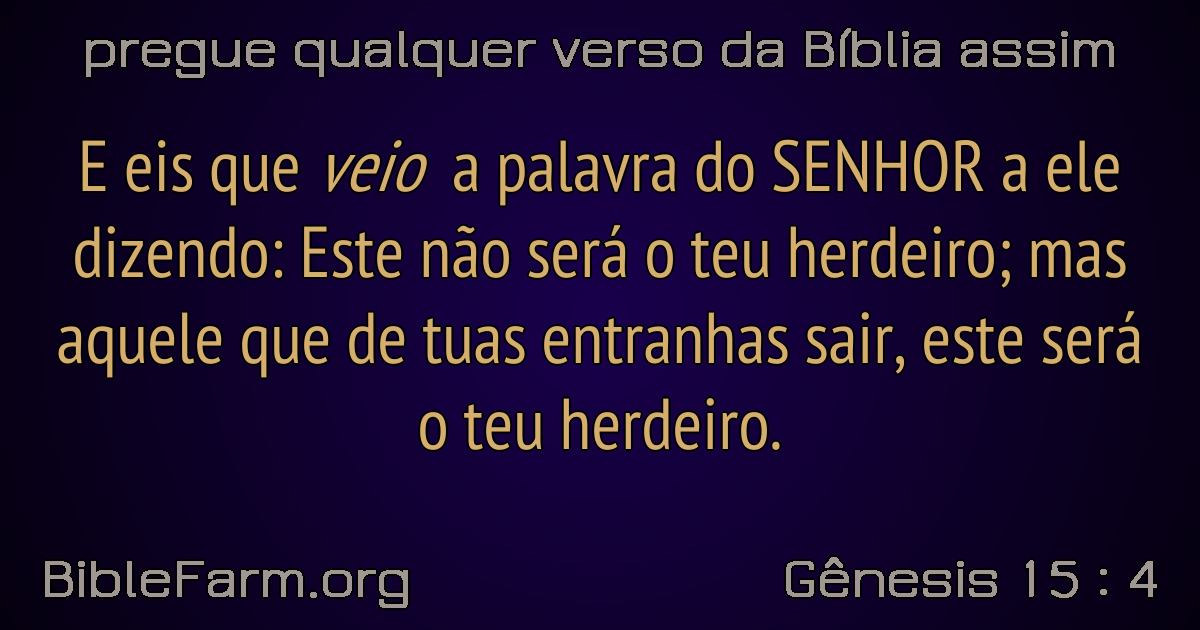 pregue qualquer verso da Bíblia assim
E eis que veio a palavra do SENHOR a ele
dizendo: Este não será o teu herdeiro; mas
aquele que de tuas entranhas sair, este será
o teu herdeiro.
BibleFarm.org
Gênesis 15 : 4